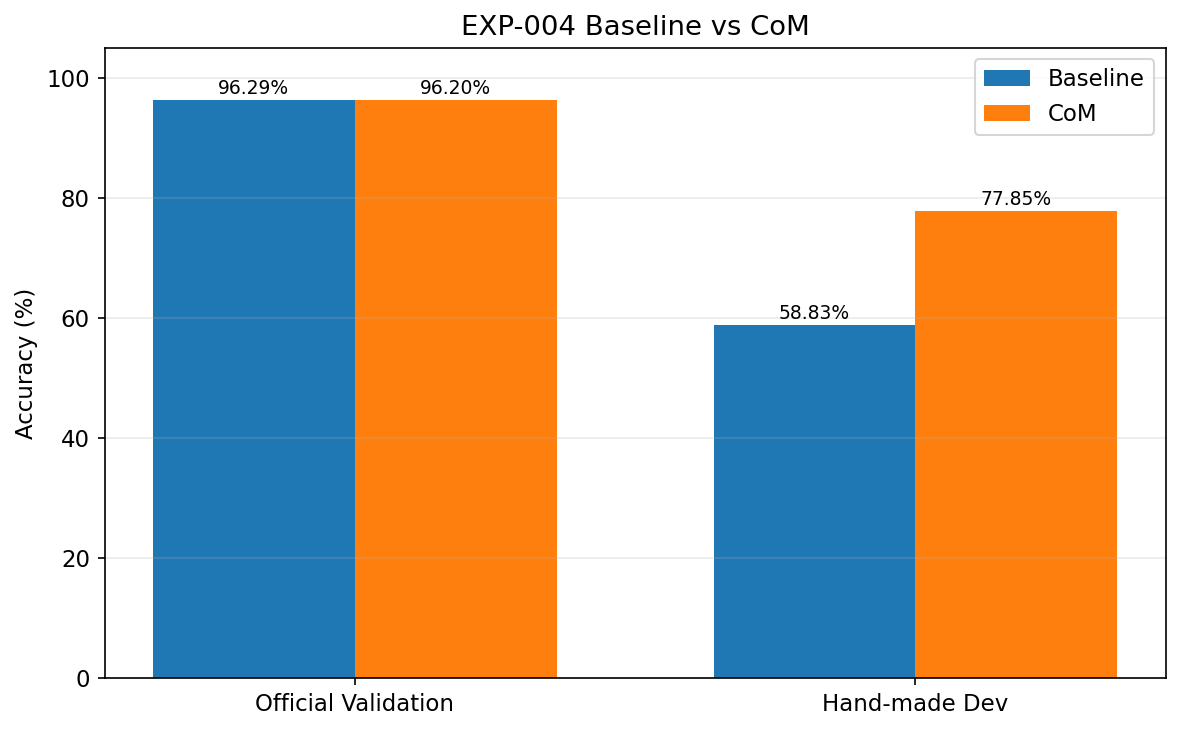 EXP-004 Baseline vs CoM
Baseline
CoM
96.29%
96.20%
58.83%
77.85%
Accuracy (%)
100
80
60
40
20
0
Official Validation
Hand-made Dev